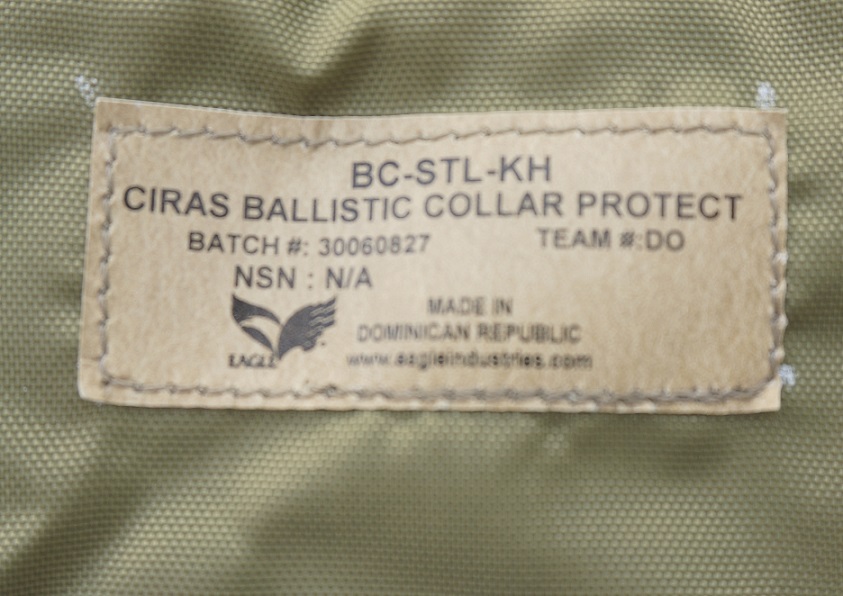 BC-STL-KH
CIRAS BALLISTIC COLLAR PROTECT
BATCH #: 30060827 TEAM #:DO
NSN : N/A
MADE IN
DOMINICAN REPUBLIC
EAGLE www.eagleindustries.com